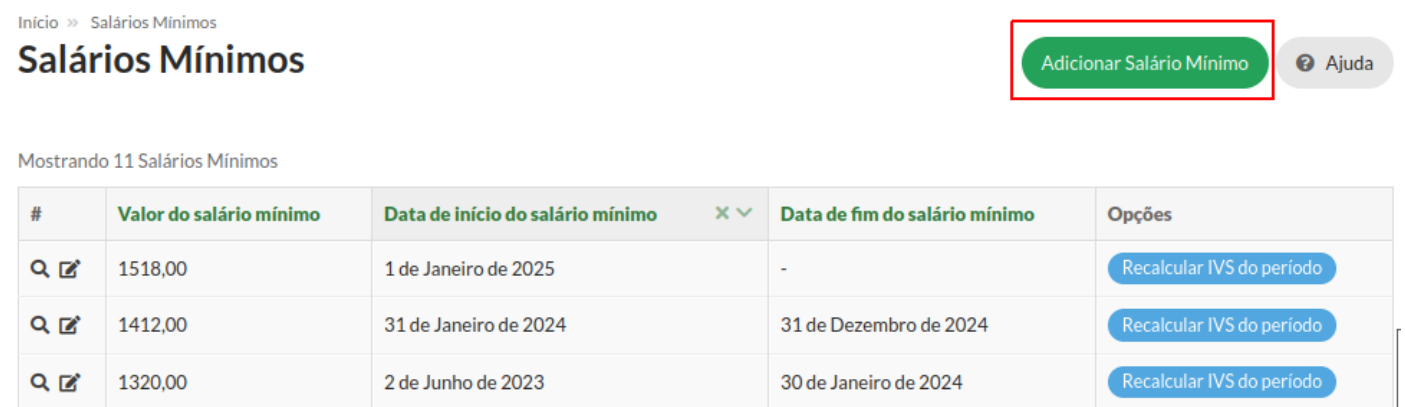 Início » Salários Mínimos
Salários Mínimos
Adicionar Salário Mínimo
Ajuda
Mostrando 11 Salários Mínimos
# Valor do salário mínimo Data de início do salário mínimo Data de fim do salário mínimo Opções
1518,00 1 de Janeiro de 2025 - Recalcular IVS do período
1412,00 31 de Janeiro de 2024 31 de Dezembro de 2024 Recalcular IVS do período
1320,00 2 de Junho de 2023 30 de Janeiro de 2024 Recalcular IVS do período